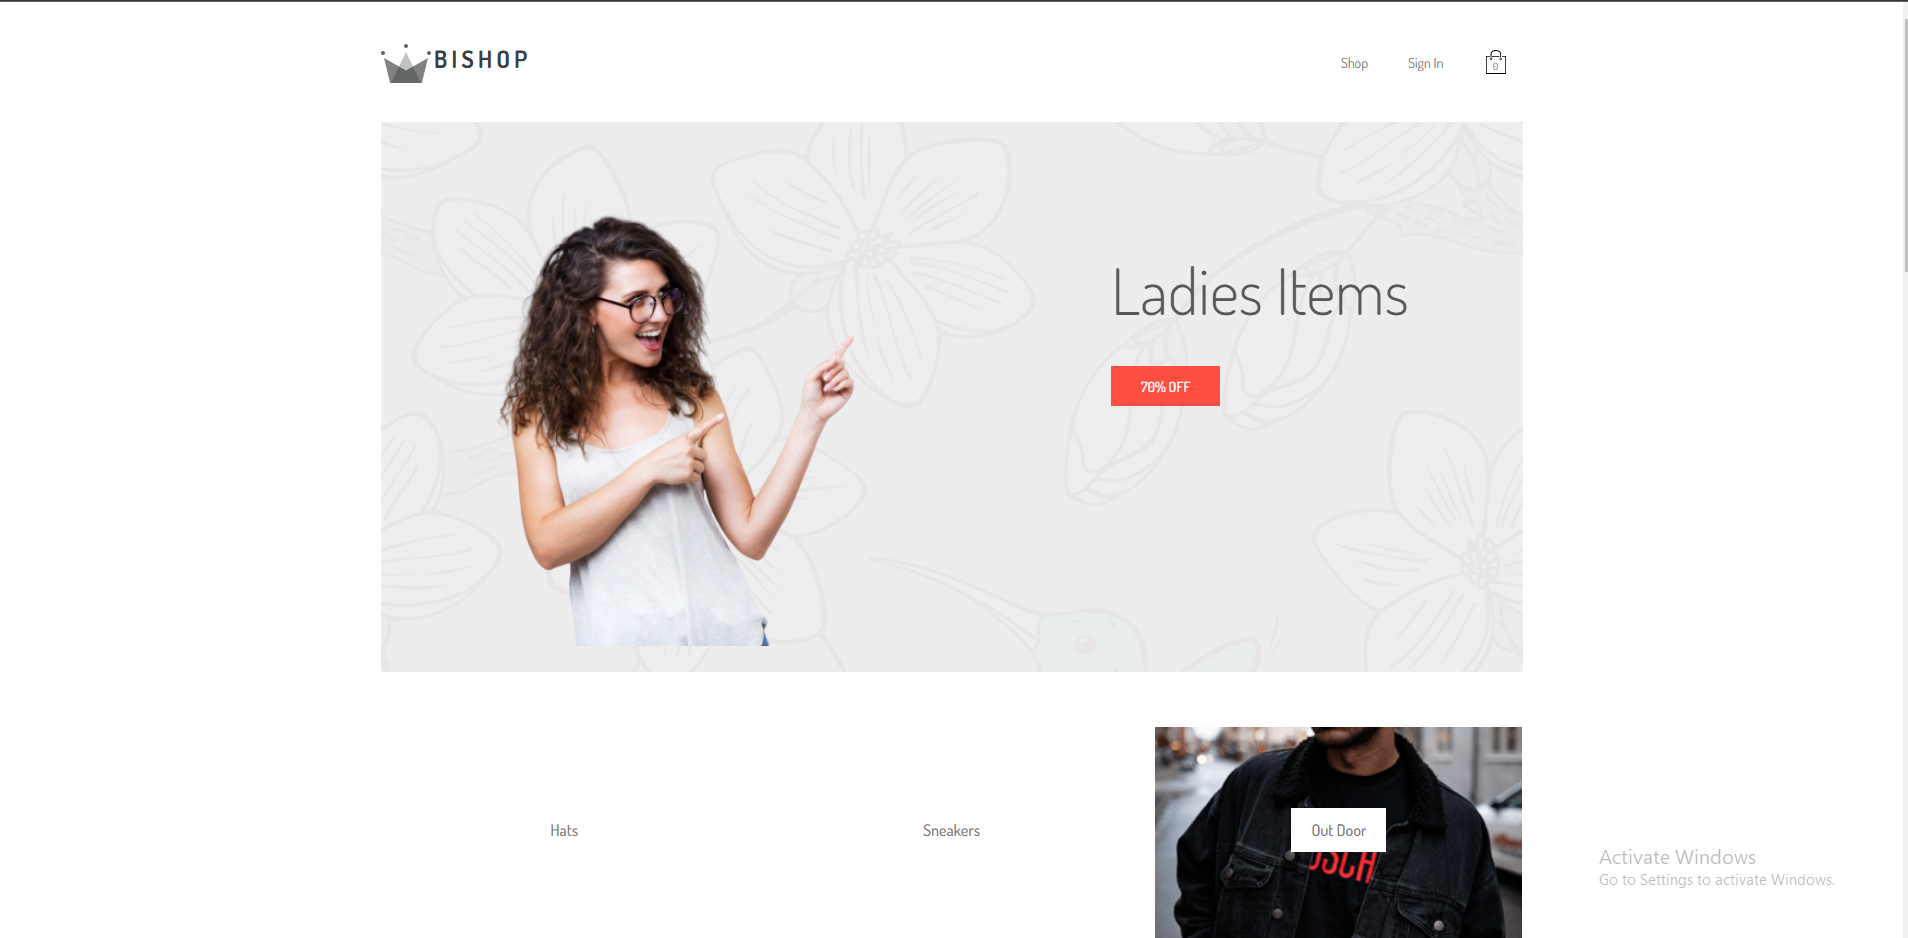 BISHOP
Shop
Sign In
0
Ladies Items
70% OFF
Hats
Sneakers
Out Door
Activate Windows
Go to Settings to activate Windows.